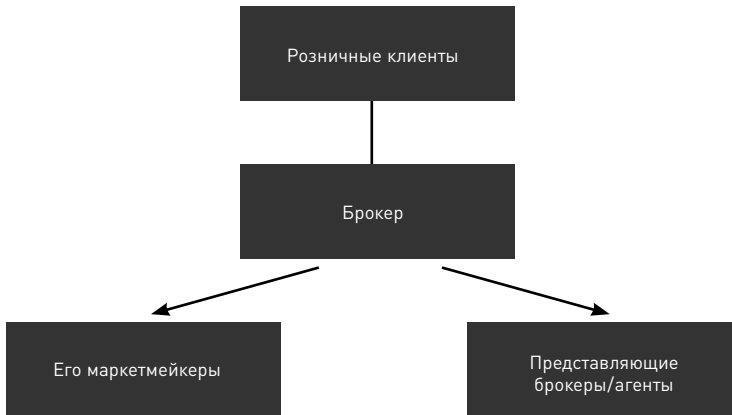 Розничные клиенты
Брокер
Его маркетмейкеры
Представляющие
брокеры/агенты